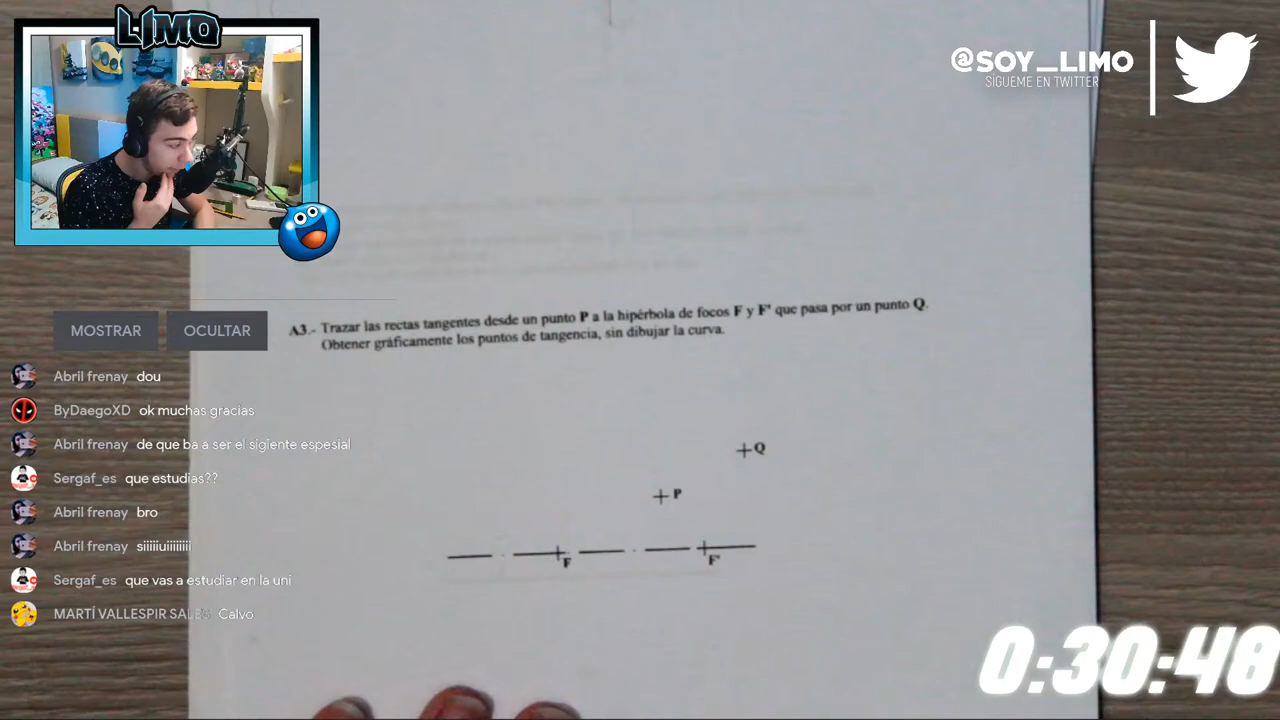 LIMO
@SOY_LIMO
SÍGUEME EN TWITTER
MOSTRAR
OCULTAR
A3.- Trazar las rectas tangentes desde un punto P a la hipérbola de focos F y F' que pasa por un punto Q.
Obtener gráficamente los puntos de tangencia, sin dibujar la curva.
Abril frenay dou
ByDaegoXD ok muchas gracias
Abril frenay de que ba a ser el sigiente espesial
Sergaf_es que estudias??
Abril frenay bro
Abril frenay siiiiiuiiiiiiii
Sergaf_es que vas a estudiar en la uni
MARTÍ VALLESPIR SALES Calvo
Q
P
F
F'
0:30:48